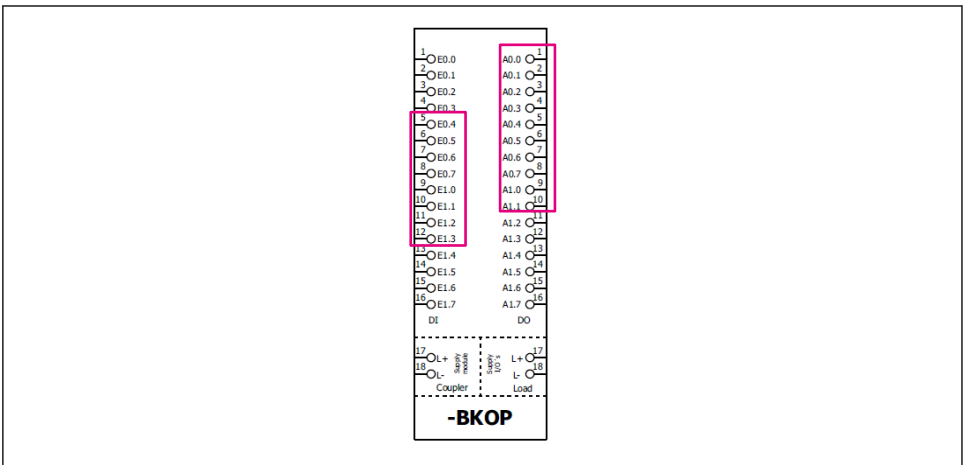 1 E0.0 A0.0 1
2 E0.1 A0.1 2
3 E0.2 A0.2 3
4 E0.3 A0.3 4
5 E0.4 A0.4 5
6 E0.5 A0.5 6
7 E0.6 A0.6 7
8 E0.7 A0.7 8
9 E1.0 A1.0 9
10 E1.1 A1.1 10
11 E1.2 A1.2 11
12 E1.3 A1.3 12
13 E1.4 A1.4 13
14 E1.5 A1.5 14
15 E1.6 A1.6 15
16 E1.7 A1.7 16
DI DO
17 L+ L+ 17
18 L- L- 18
Supply
module
Supply
I/O`s
Coupler Load
-BKOP